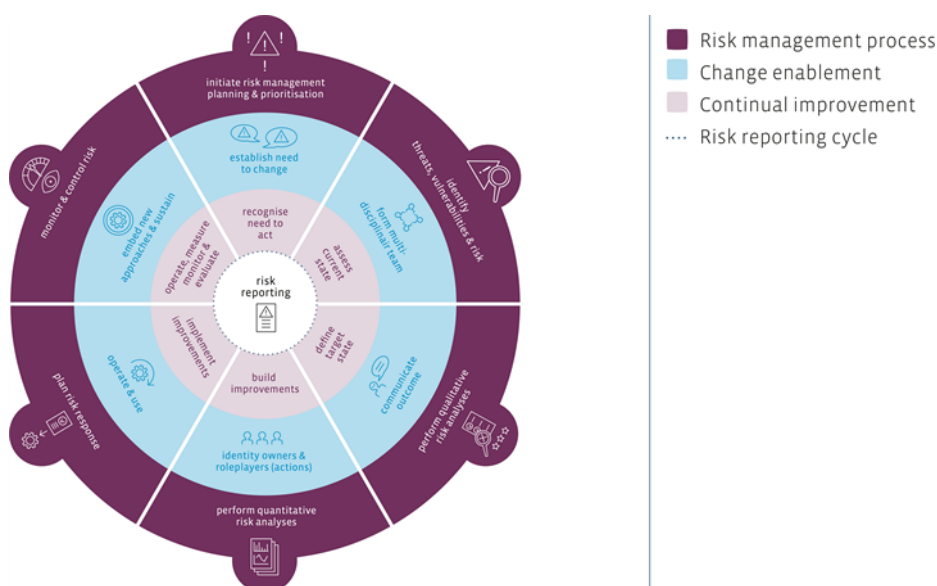 initiate risk management
planning & prioritisation
establish need
to change
recognise
need to
act
identify
threats, vulnerabilities & risk
form multi-
disciplinair team
assess
current
state
perform qualitative
risk analyses
communicate
outcome
define
target
state
perform quantitative
risk analyses
identity owners &
roleplayers (actions)
build
improvements
plan risk response
operate & use
implement
improvements
monitor & control risk
embed new
approaches & sustain
operate, measure
monitor &
evaluate
risk
reporting
Risk management process
Change enablement
Continual improvement
Risk reporting cycle